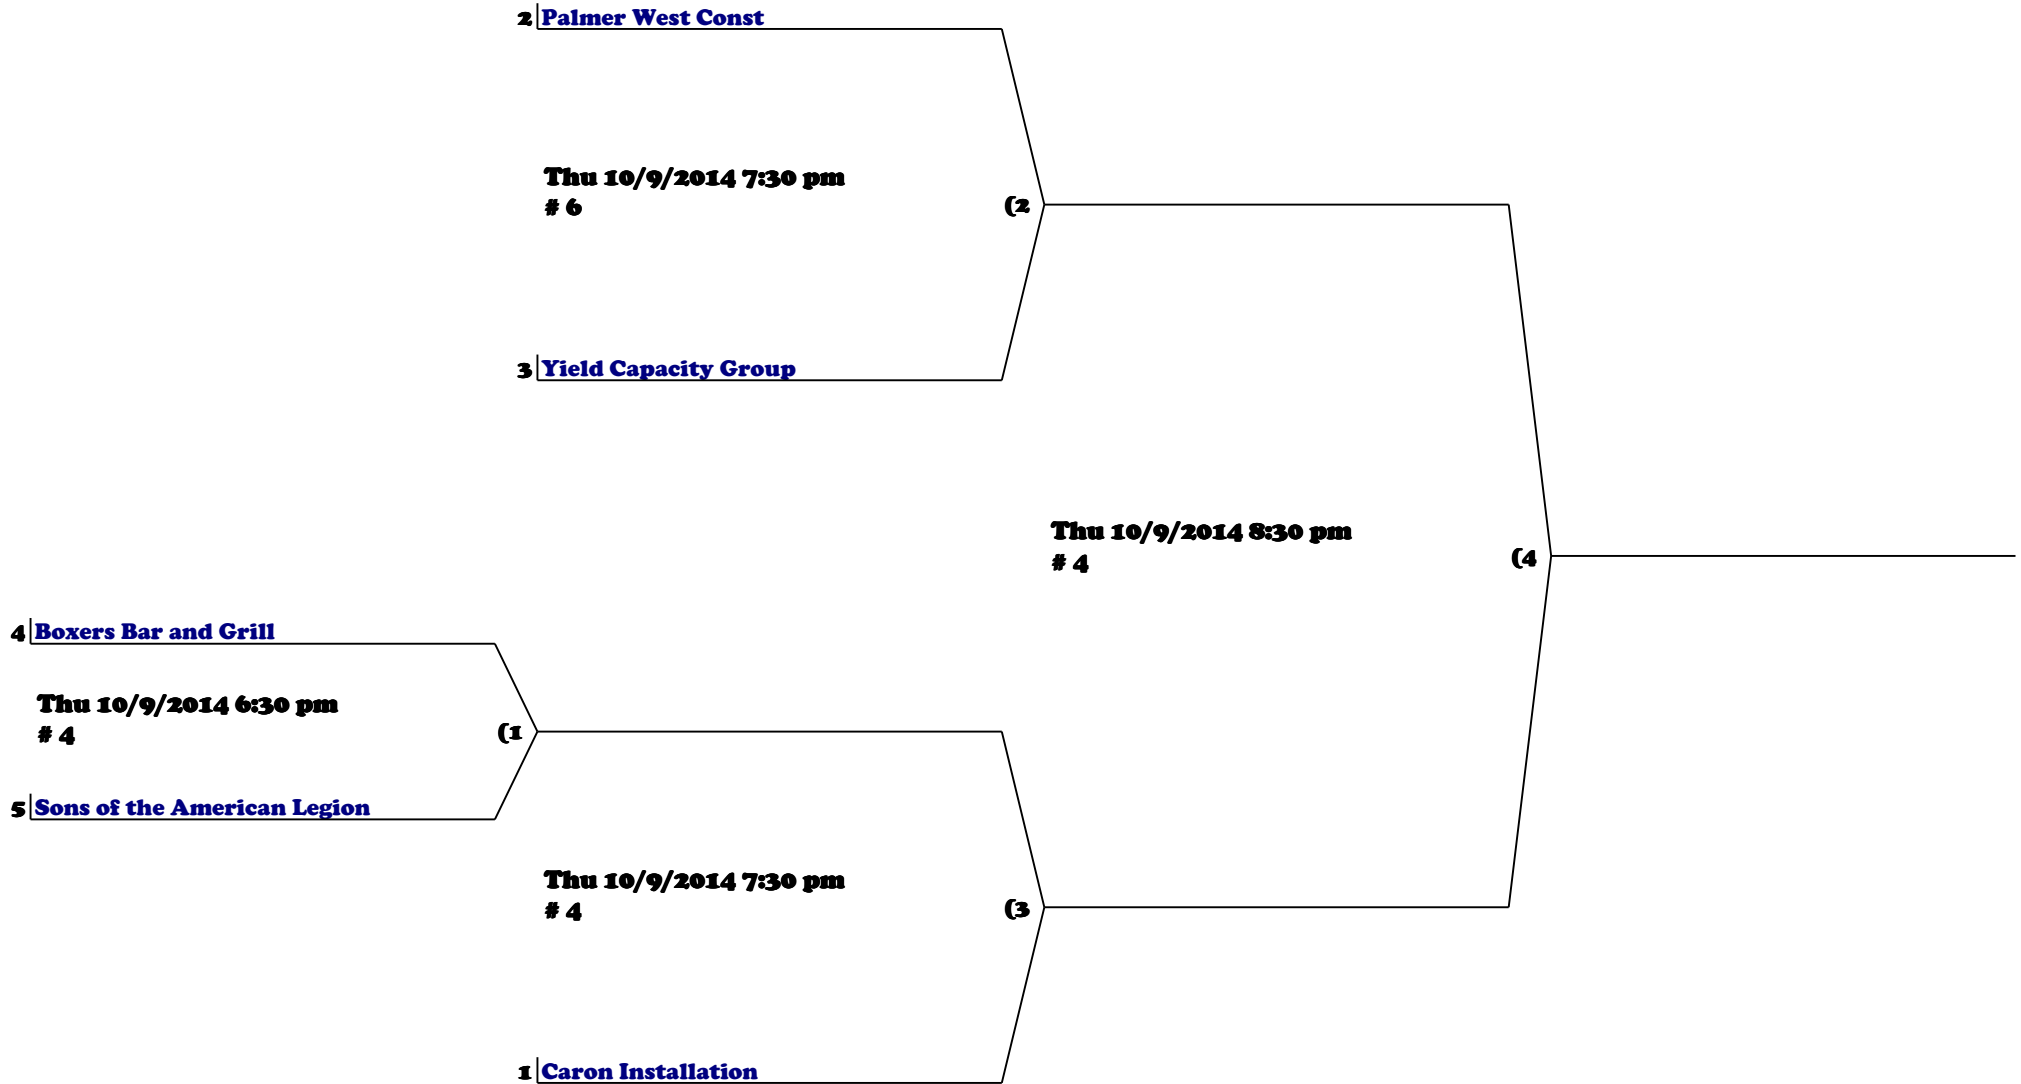 2 Palmer West Const
Thu 10/9/2014 7:30 pm
# 6
(2
3 Yield Capacity Group
Thu 10/9/2014 8:30 pm
# 4
(4
4 Boxers Bar and Grill
Thu 10/9/2014 6:30 pm
# 4
(1
5 Sons of the American Legion
Thu 10/9/2014 7:30 pm
# 4
(3
1 Caron Installation